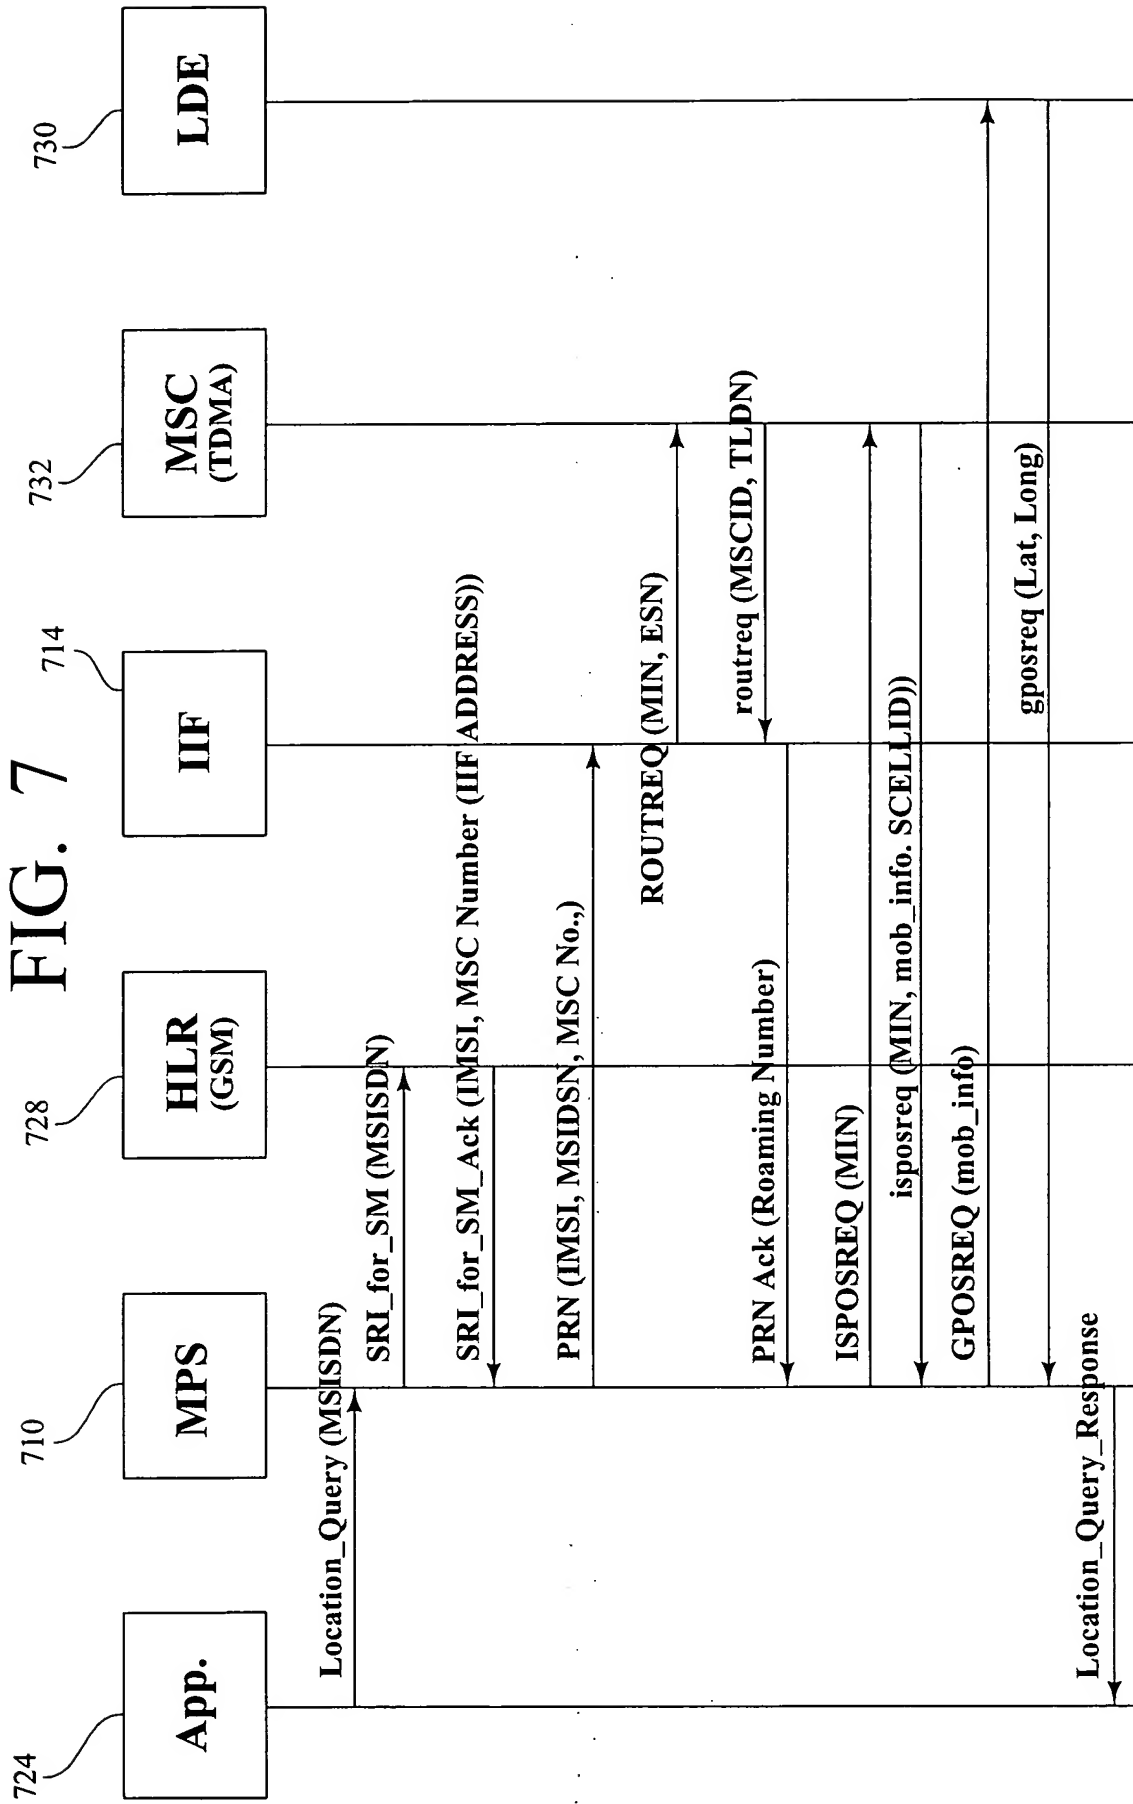 FIG. 7
724
App.
710
MPS
728
HLR
(GSM)
714
IIF
732
MSC
(TDMA)
730
LDE
Location_Query (MSISDN)
SRI_for_SM (MSISDN)
SRI_for_SM_Ack (IMSI, MSC Number (IIF ADDRESS))
PRN (IMSI, MSIDSN, MSC No.,)
ROUTREQ (MIN, ESN)
routreq (MSCID, TLDN)
PRN Ack (Roaming Number)
ISPOSREQ (MIN)
isposreq (MIN, mob_info. SCELLID))
GPOSREQ (mob_info)
gposreq (Lat, Long)
Location_Query_Response